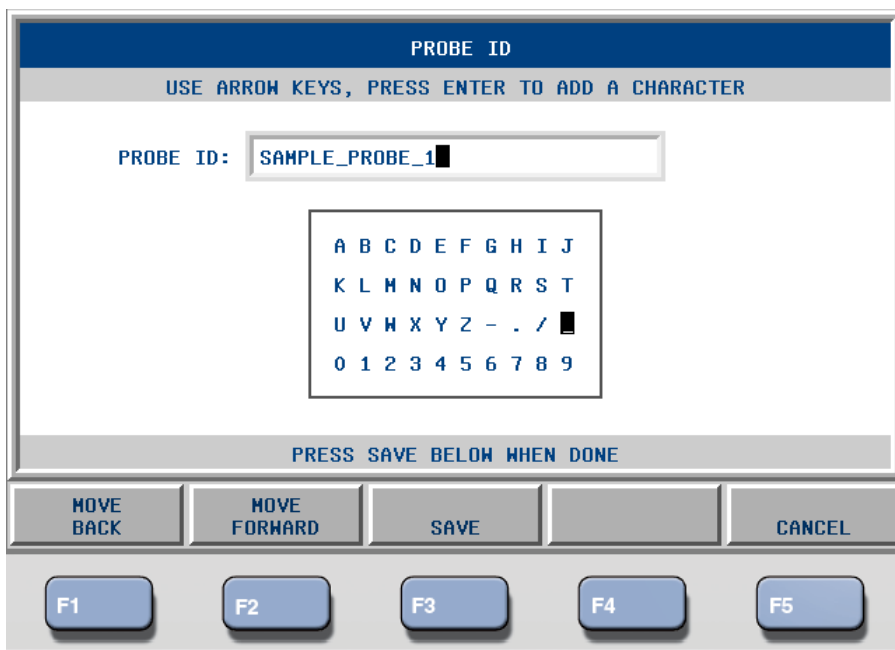 PROBE ID
USE ARROW KEYS, PRESS ENTER TO ADD A CHARACTER
PROBE ID: SAMPLE_PROBE_1
A B C D E F G H I J
K L M N O P Q R S T
U V W X Y Z - . / _
0 1 2 3 4 5 6 7 8 9
PRESS SAVE BELOW WHEN DONE
MOVE BACK
MOVE FORWARD
SAVE
CANCEL
F1 F2 F3 F4 F5